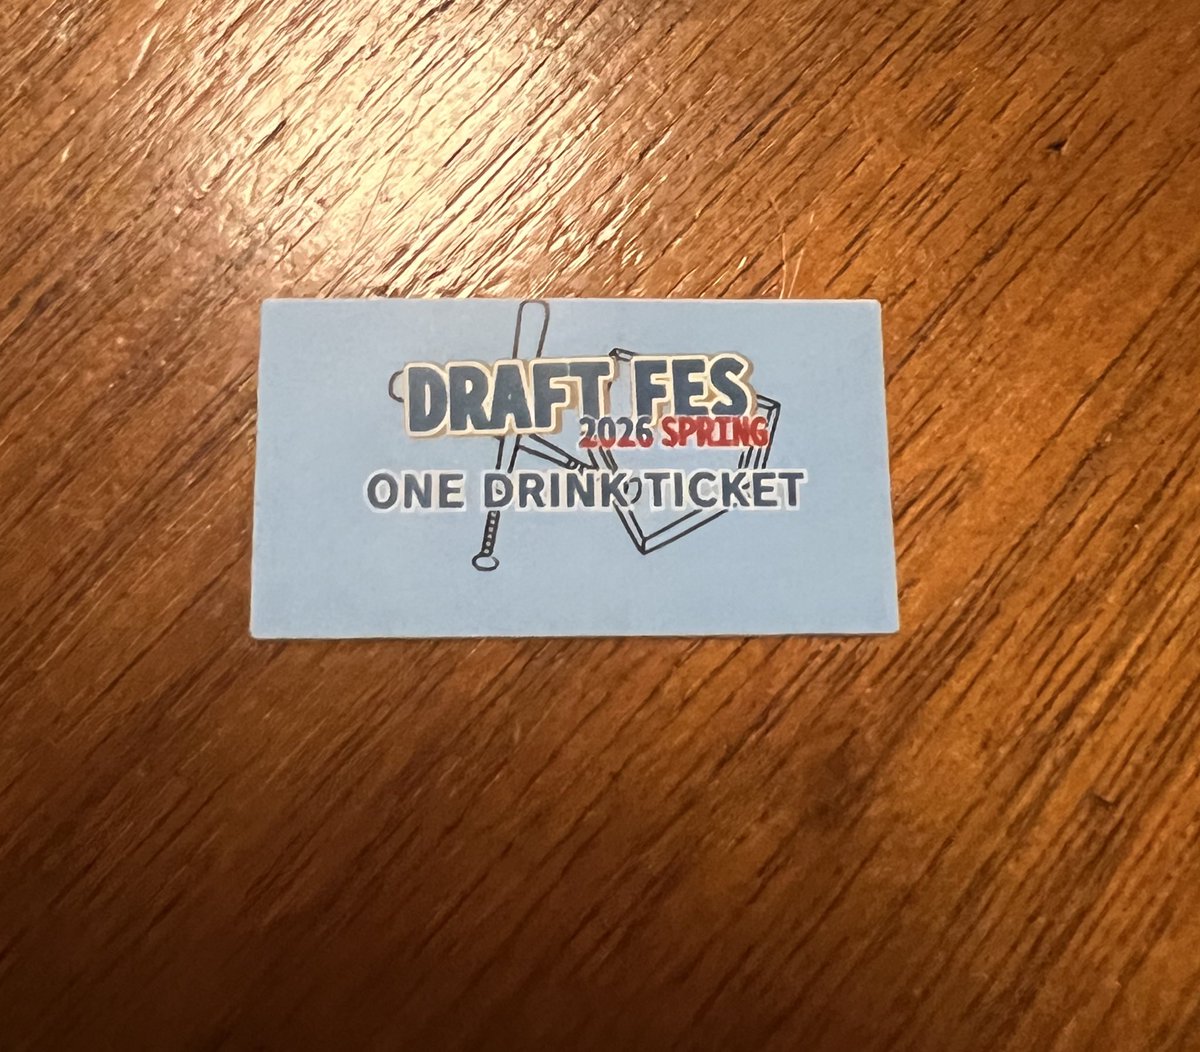 DRAFT FES
2026 SPRING
ONE DRINK TICKET